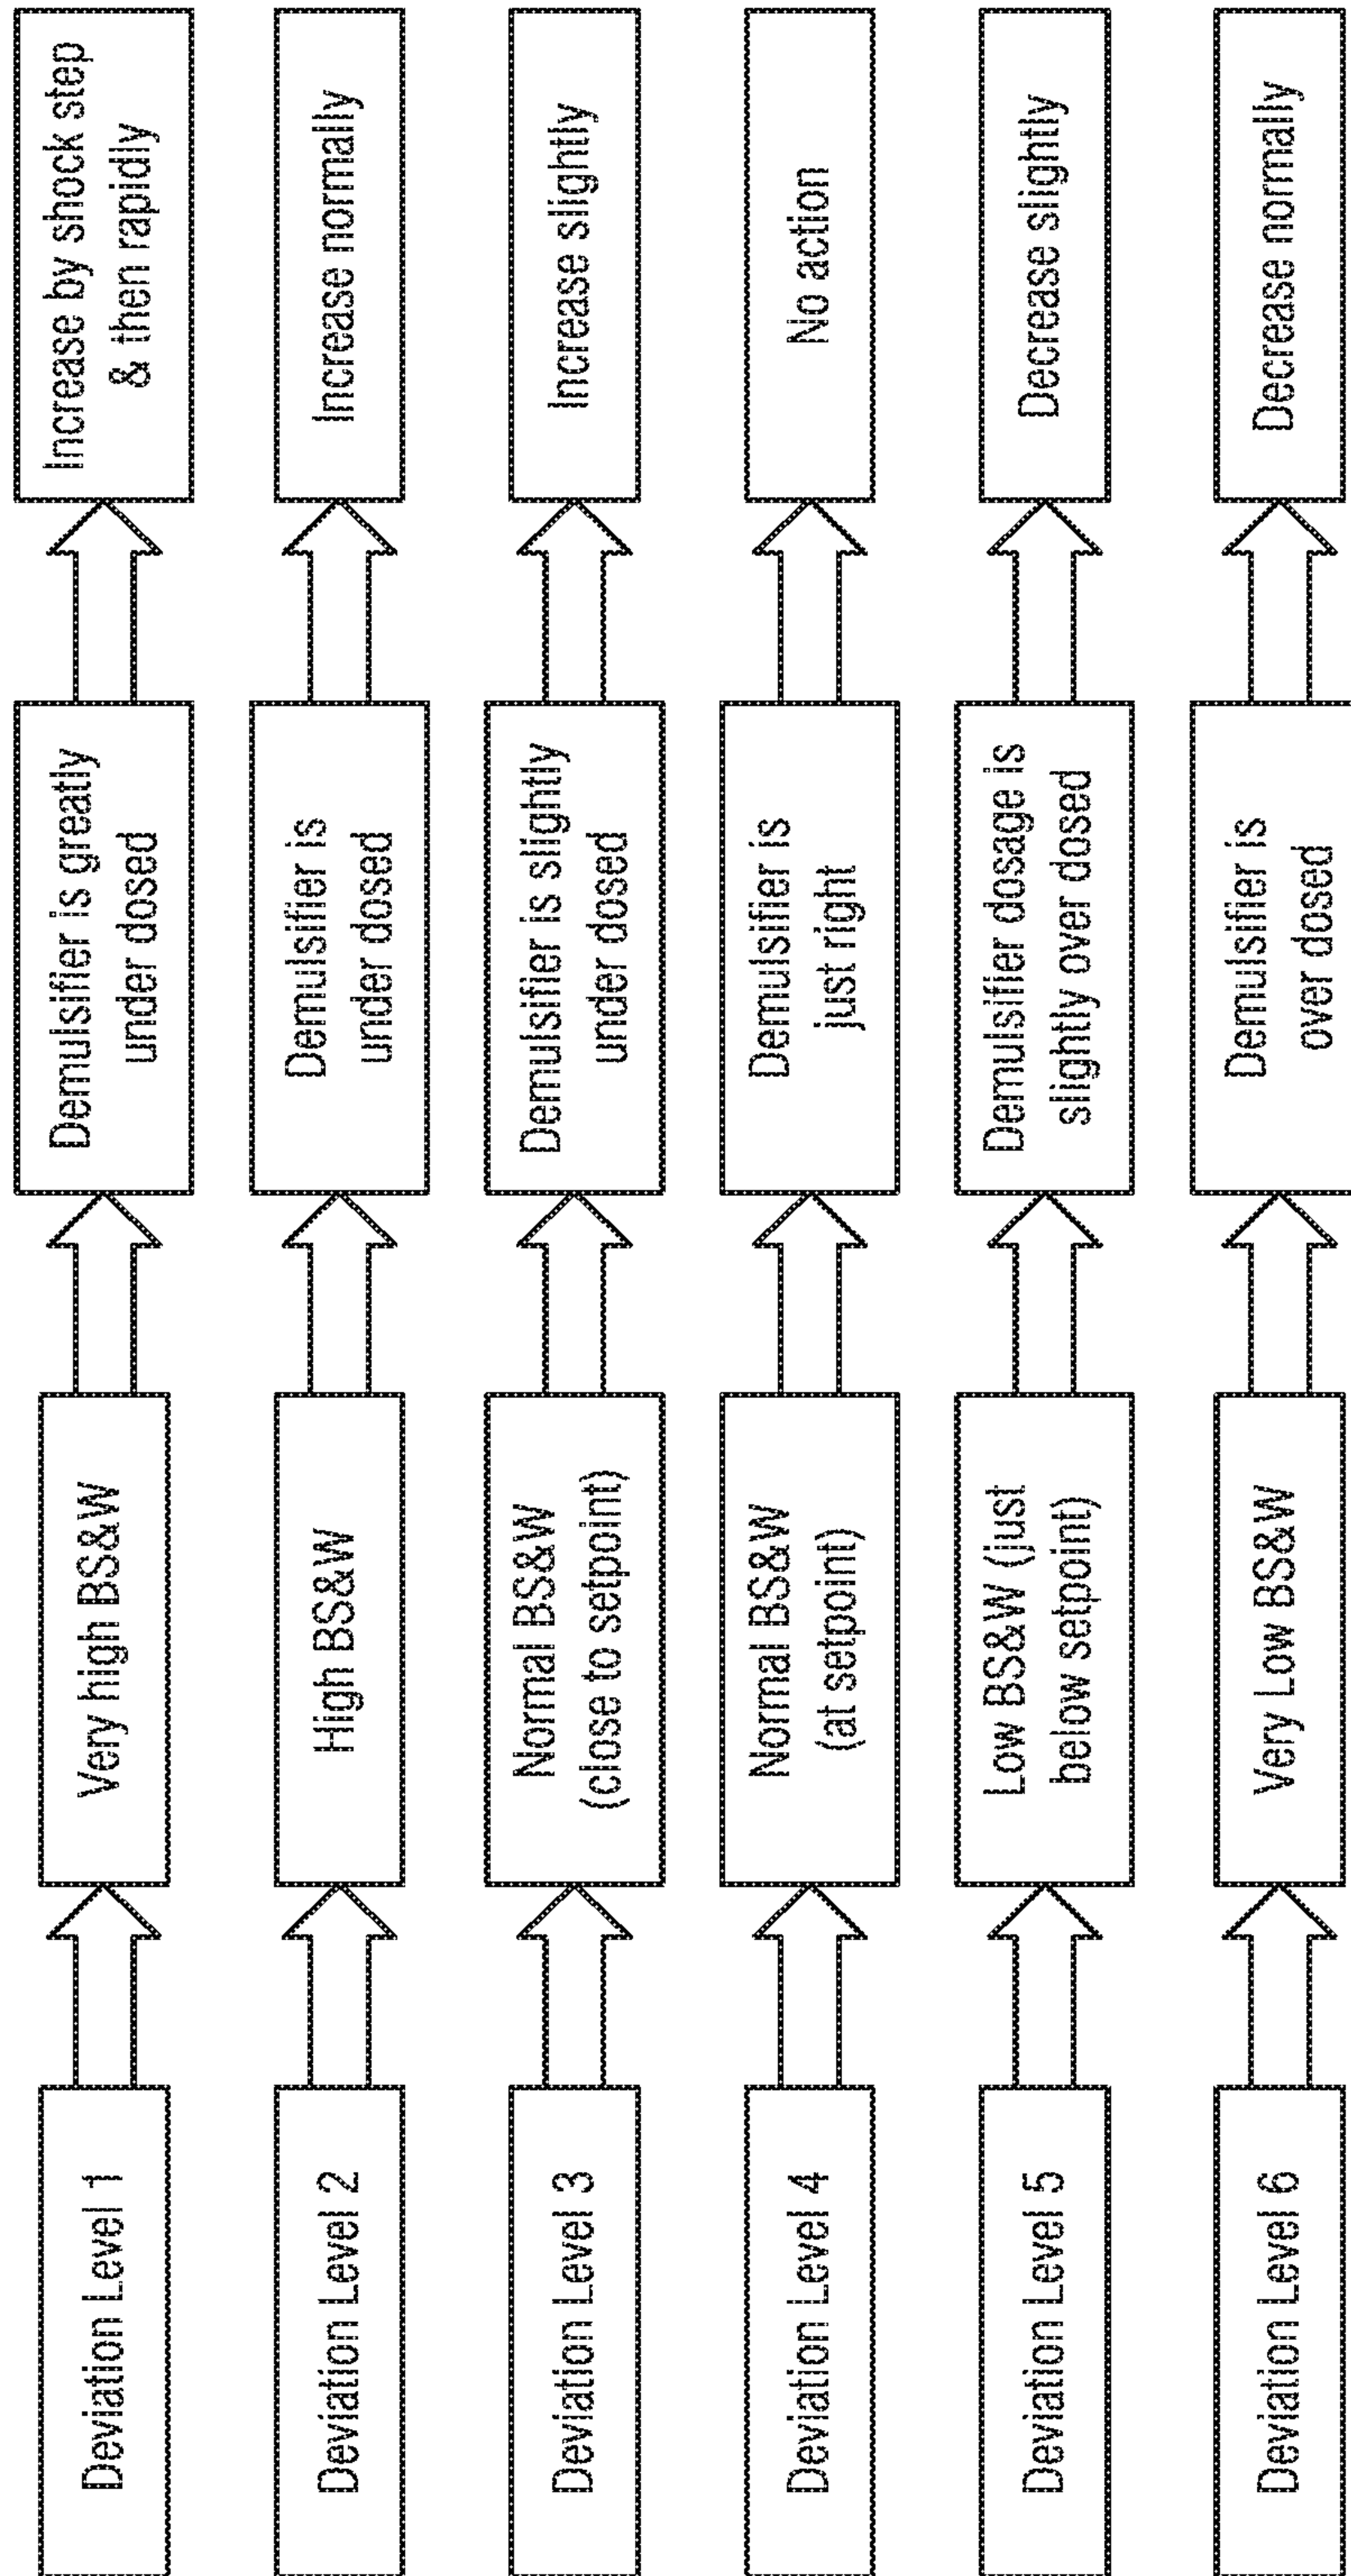 Deviation Level 1
Very high BS&W
Demulsifier is greatly
under dosed
Increase by shock step
& then rapidly
Deviation Level 2
High BS&W
Demulsifier is
under dosed
Increase normally
Deviation Level 3
Normal BS&W
(close to setpoint)
Demulsifier is slightly
under dosed
Increase slightly
Deviation Level 4
Normal BS&W
(at setpoint)
Demulsifier is
just right
No action
Deviation Level 5
Low BS&W (just
below setpoint)
Demulsifier dosage is
slightly over dosed
Decrease slightly
Deviation Level 6
Very Low BS&W
Demulsifier is
over dosed
Decrease normally